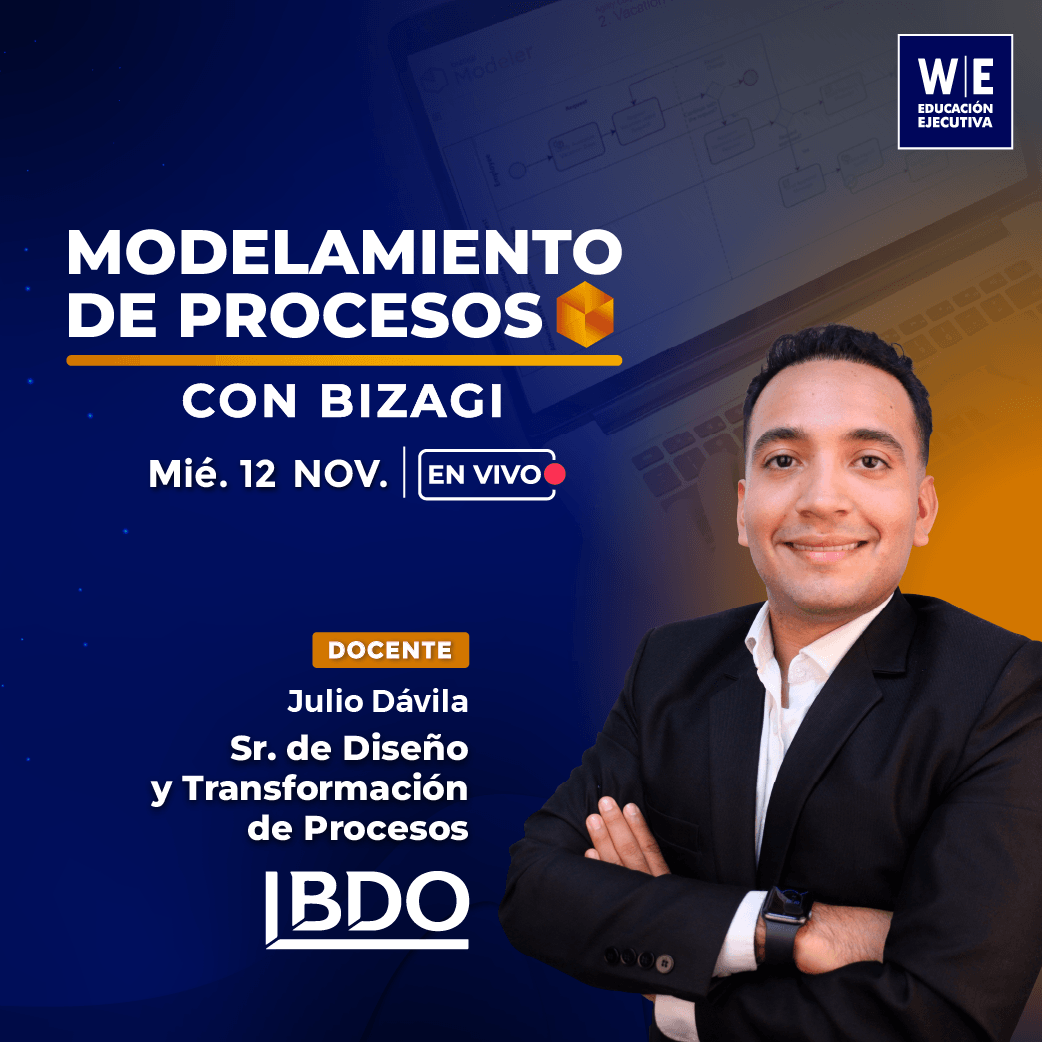 W|E
EDUCACIÓN
EJECUTIVA
Modeler
MODELAMIENTO
DE PROCESOS
CON BIZAGI
Mié. 12 NOV. | EN VIVO
DOCENTE
Julio Dávila
Sr. de Diseño
y Transformación
de Procesos
BDO